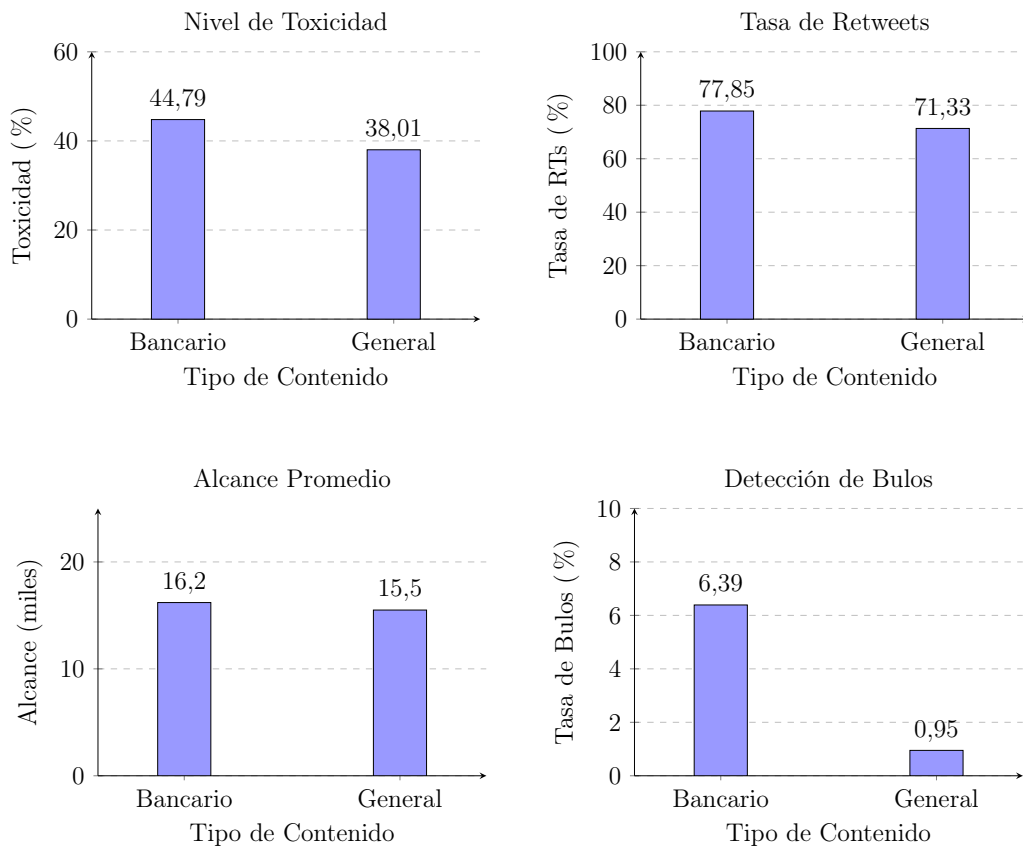 Nivel de Toxicidad
60
40
20
0
Toxicidad ( %)
44,79
38,01
Bancario
General
Tipo de Contenido
Tasa de Retweets
100
80
60
40
20
0
Tasa de RTs ( %)
77,85
71,33
Bancario
General
Tipo de Contenido
Alcance Promedio
20
10
0
Alcance (miles)
16,2
15,5
Bancario
General
Tipo de Contenido
Detección de Bulos
10
8
6
4
2
0
Tasa de Bulos ( %)
6,39
0,95
Bancario
General
Tipo de Contenido